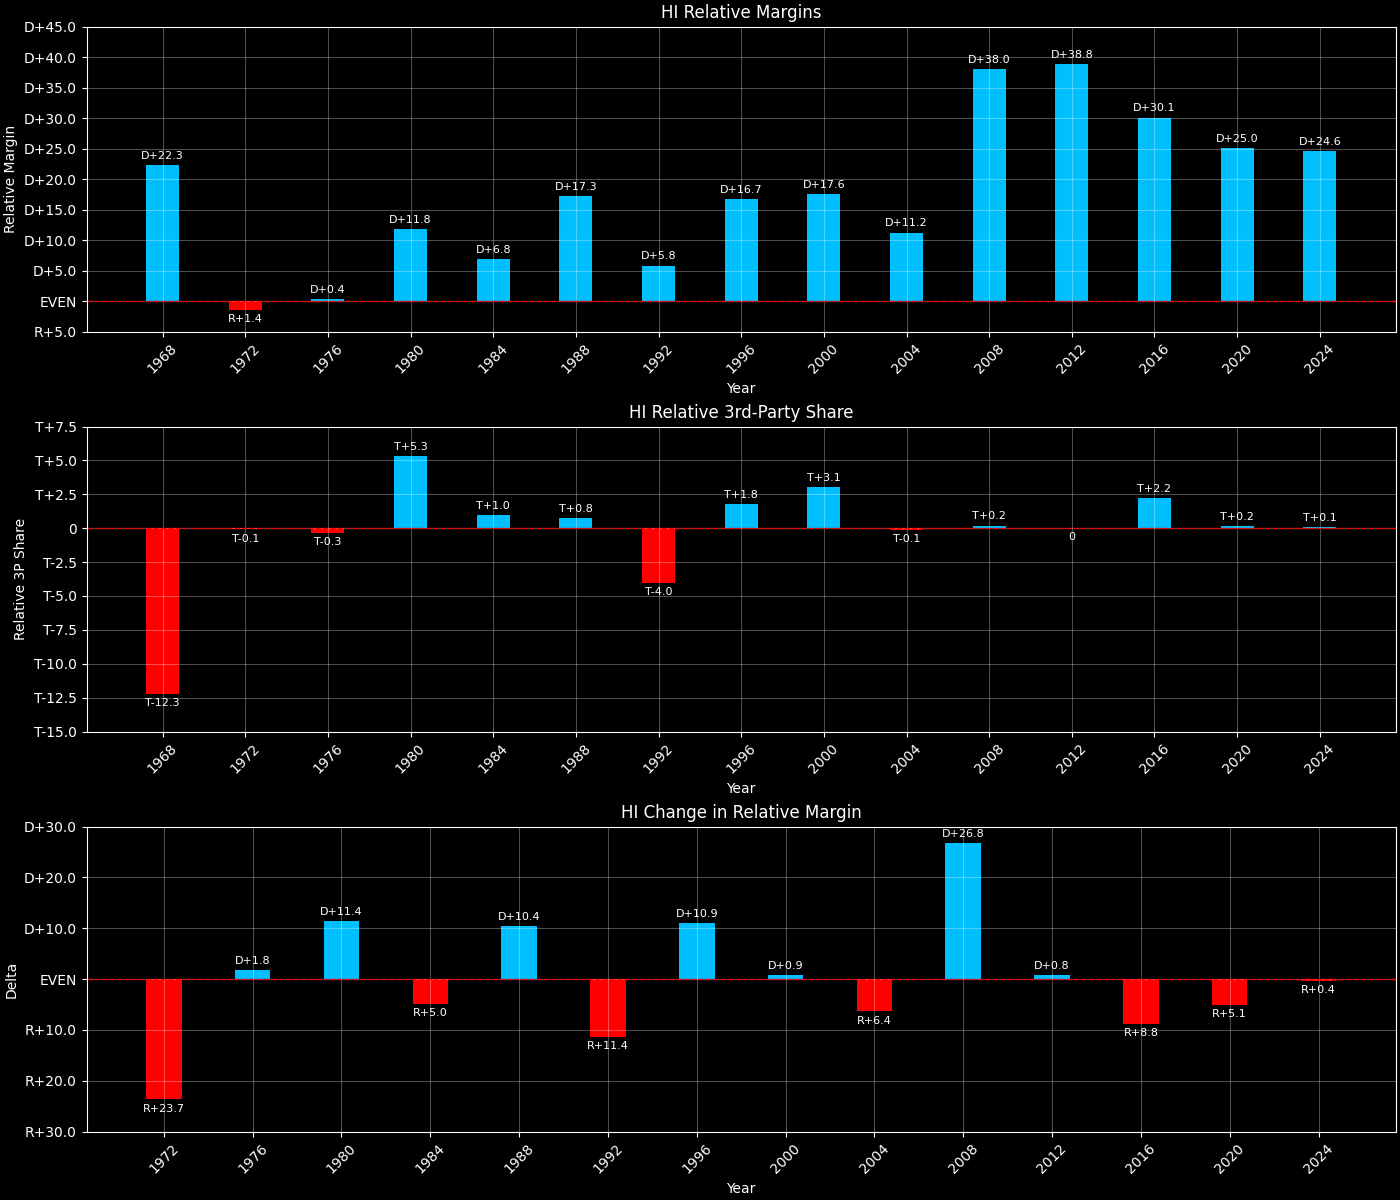 HI Relative Margins
D+45.0
D+40.0
D+35.0
D+30.0
D+25.0
D+20.0
D+15.0
D+10.0
D+5.0
EVEN
R+5.0
Relative Margin
D+22.3
R+1.4
D+0.4
D+11.8
D+6.8
D+17.3
D+5.8
D+16.7
D+17.6
D+11.2
D+38.0
D+38.8
D+30.1
D+25.0
D+24.6
1968 1972 1976 1980 1984 1988 1992 1996 2000 2004 2008 2012 2016 2020 2024
Year
HI Relative 3rd-Party Share
T+7.5
T+5.0
T+2.5
0
T-2.5
T-5.0
T-7.5
T-10.0
T-12.5
T-15.0
Relative 3P Share
T-12.3
T-0.1
T-0.3
T+5.3
T+1.0
T+0.8
T-4.0
T+1.8
T+3.1
T-0.1
T+0.2
0
T+2.2
T+0.2
T+0.1
1968 1972 1976 1980 1984 1988 1992 1996 2000 2004 2008 2012 2016 2020 2024
Year
HI Change in Relative Margin
D+30.0
D+20.0
D+10.0
EVEN
R+10.0
R+20.0
R+30.0
Delta
R+23.7
D+1.8
D+11.4
R+5.0
D+10.4
R+11.4
D+10.9
D+0.9
R+6.4
D+26.8
D+0.8
R+8.8
R+5.1
R+0.4
1972 1976 1980 1984 1988 1992 1996 2000 2004 2008 2012 2016 2020 2024
Year